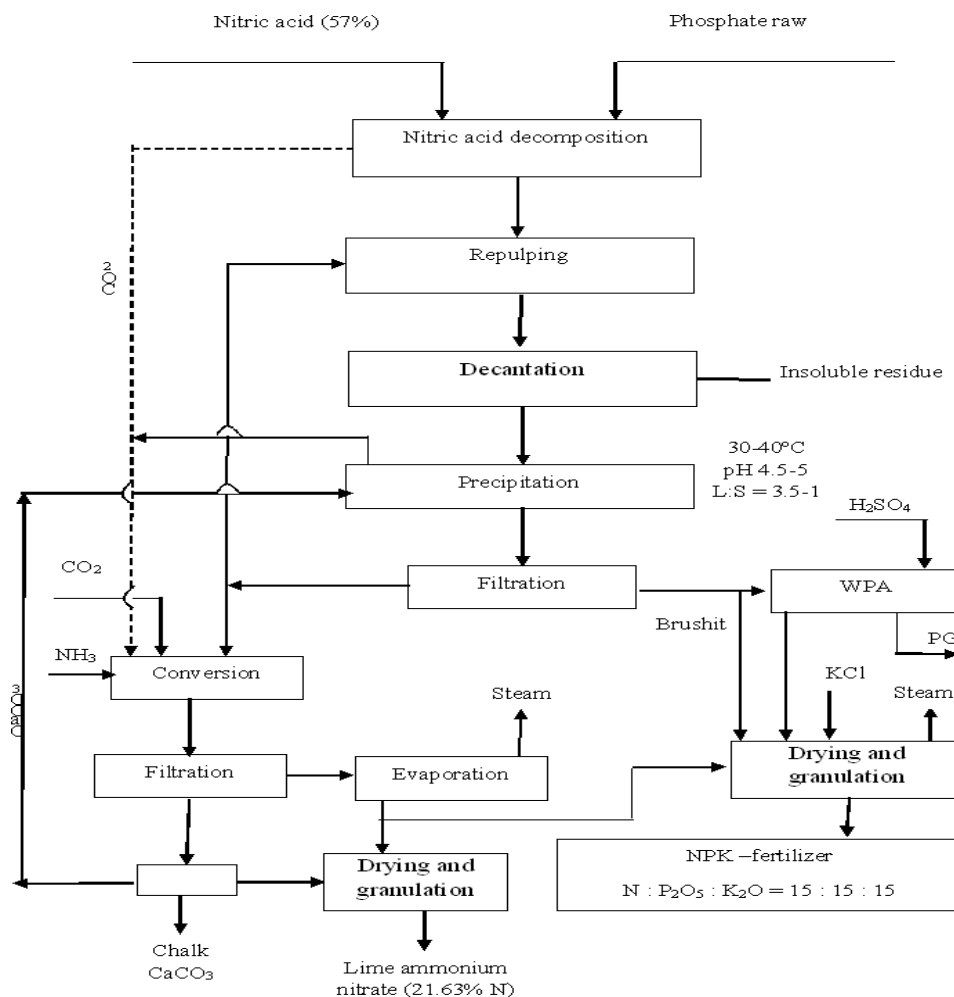 Nitric acid (57%)
Phosphate raw
Nitric acid decomposition
CO2
Repulping
Decantation
Insoluble residue
30-40°C
pH 4.5-5
L:S = 3.5-1
Precipitation
H₂SO₄
CO₂
Filtration
WPA
Brushit
PG
NH₃
Conversion
CaCO3
Steam
KCl
Steam
Filtration
Evaporation
Drying and
granulation
Drying and
granulation
NPK –fertilizer
N : P₂O₅ : K₂O = 15 : 15 : 15
Chalk
CaCO₃
Lime ammonium
nitrate (21.63% N)